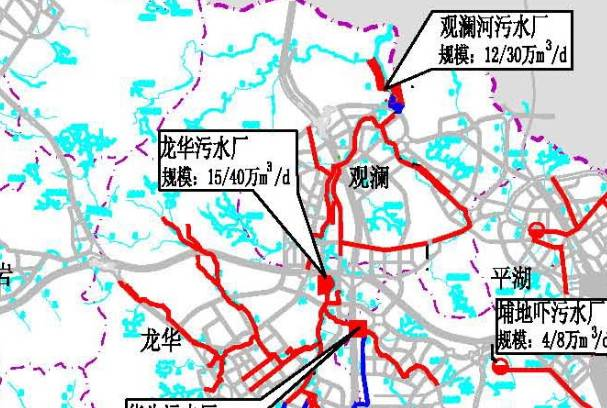 观澜河污水厂
规模：12/30万m³/d
龙华污水厂
规模：15/40万m³/d
观澜
岩
平湖
埔地吓污水厂
规模：4/8万m³/d
龙华